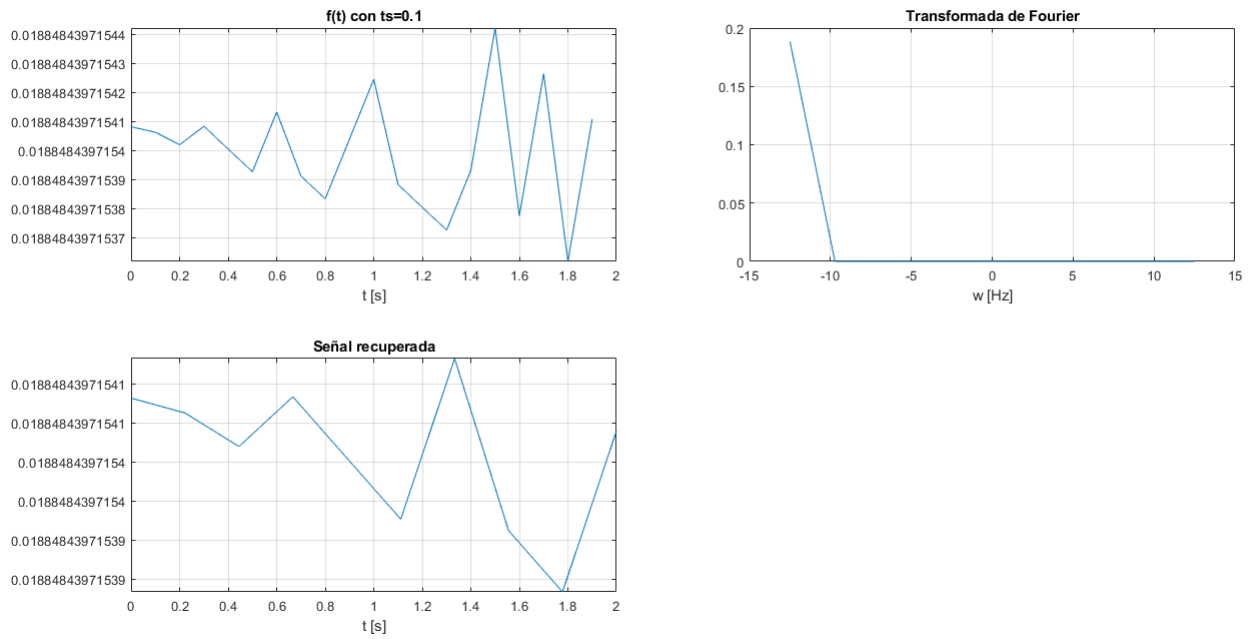 f(t) con ts=0.1
0.01884843971544
0.01884843971543
0.01884843971542
0.01884843971541
0.0188484397154
0.01884843971539
0.01884843971538
0.01884843971537
0 0.2 0.4 0.6 0.8 1 1.2 1.4 1.6 1.8 2
t [s]
Transformada de Fourier
0.2
0.15
0.1
0.05
0
-15 -10 -5 0 5 10 15
w [Hz]
Señal recuperada
0.01884843971541
0.01884843971541
0.0188484397154
0.0188484397154
0.01884843971539
0.01884843971539
0 0.2 0.4 0.6 0.8 1 1.2 1.4 1.6 1.8 2
t [s]